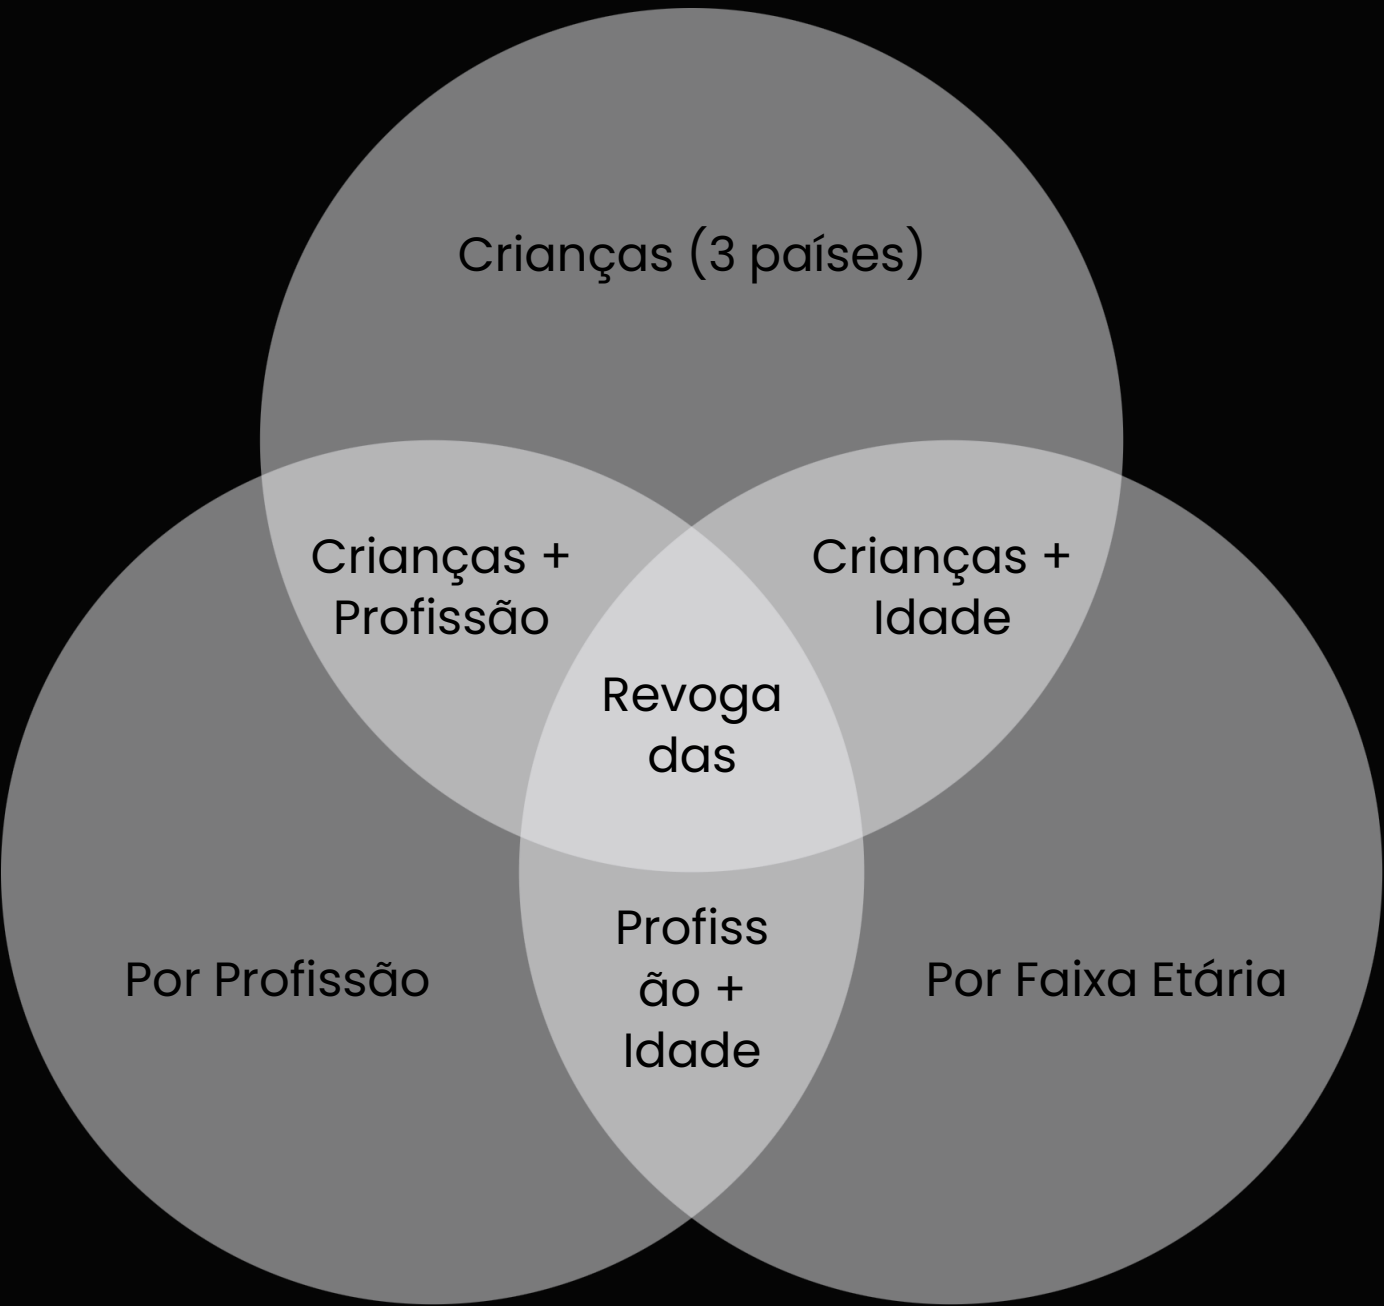 Crianças (3 países)
Crianças +
Profissão
Crianças +
Idade
Revoga
das
Profiss
ão +
Idade
Por Profissão
Por Faixa Etária